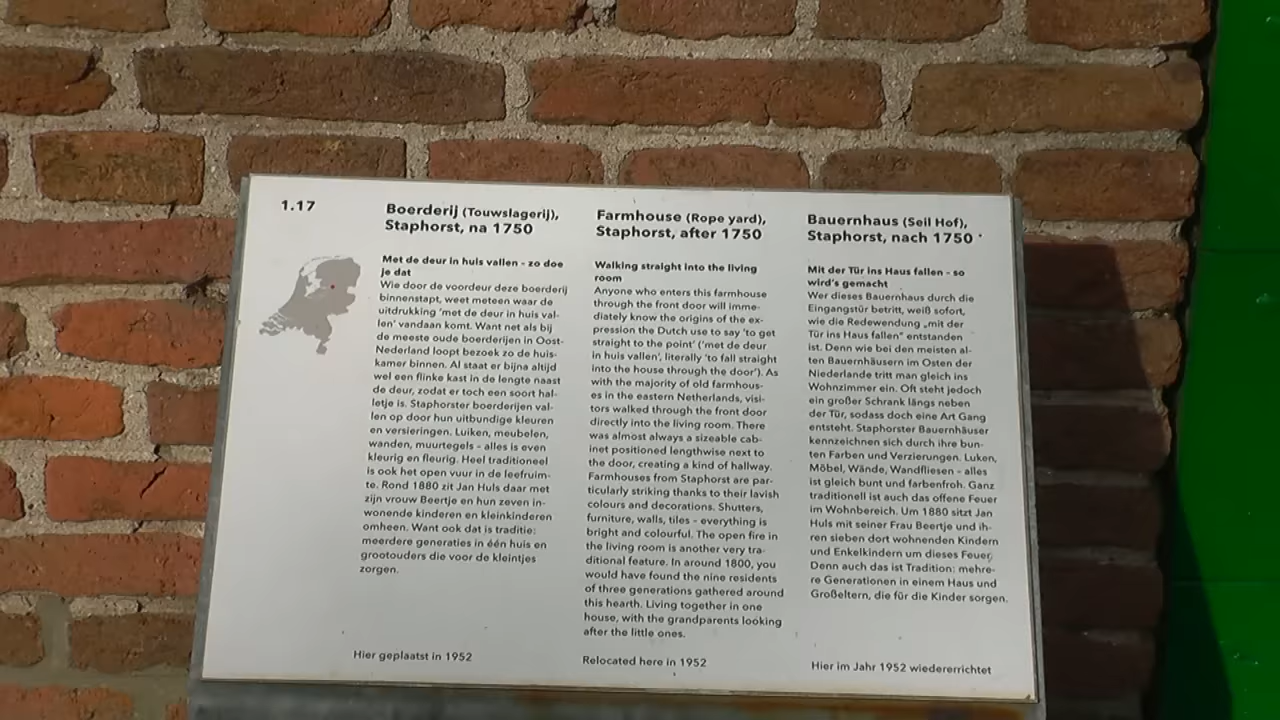 1.17
Boerderij (Touwslagerij),
Staphorst, na 1750
Met de deur in huis vallen - zo doe
je dat
Wie door de voordeur deze boerderij
binnenstapt, weet meteen waar de
uitdrukking 'met de deur in huis val-
len' vandaan komt. Want net als bij
de meeste oude boerderijen in Oost-
Nederland loopt bezoek zo de huis-
kamer binnen. Al staat er bijna altijd
wel een flinke kast in de lengte naast
de deur, zodat er toch een soort hal-
letje is. Staphorster boerderijen val-
len op door hun uitbundige kleuren
en versieringen. Luiken, meubelen,
wanden, muurtegels - alles is even
kleurig en fleurig. Heel traditioneel
is ook het open vuur in de leefruim-
te. Rond 1880 zit Jan Huls daar met
zijn vrouw Beertje en hun zeven in-
wonende kinderen en kleinkinderen
omheen. Want ook dat is traditie:
meerdere generaties in één huis en
grootouders die voor de kleintjes
zorgen.
Hier geplaatst in 1952
Farmhouse (Rope yard),
Staphorst, after 1750
Walking straight into the living
room
Anyone who enters this farmhouse
through the front door will imme-
diately know the origins of the ex-
pression the Dutch use to say 'to get
straight to the point' ('met de deur
in huis vallen', literally 'to fall straight
into the house through the door'). As
with the majority of old farmhous-
es in the eastern Netherlands, visi-
tors walked through the front door
directly into the living room. There
was almost always a sizeable cab-
inet positioned lengthwise next to
the door, creating a kind of hallway.
Farmhouses from Staphorst are par-
ticularly striking thanks to their lavish
colours and decorations. Shutters,
furniture, walls, tiles - everything is
bright and colourful. The open fire in
the living room is another very tra-
ditional feature. In around 1800, you
would have found the nine residents
of three generations gathered around
this hearth. Living together in one
house, with the grandparents looking
after the little ones.
Relocated here in 1952
Bauernhaus (Seil Hof),
Staphorst, nach 1750
Mit der Tür ins Haus fallen - so
wird's gemacht
Wer dieses Bauernhaus durch die
Eingangstür betritt, weiß sofort,
wie die Redewendung „mit der
Tür ins Haus fallen" entstanden
ist. Denn wie bei den meisten al-
ten Bauernhäusern im Osten der
Niederlande tritt man gleich ins
Wohnzimmer ein. Oft steht jedoch
ein großer Schrank längs neben
der Tür, sodass doch eine Art Gang
entsteht. Staphorster Bauernhäuser
kennzeichnen sich durch ihre bun-
ten Farben und Verzierungen. Luken,
Möbel, Wände, Wandfliesen - alles
ist gleich bunt und farbenfroh. Ganz
traditionell ist auch das offene Feuer
im Wohnbereich. Um 1880 sitzt Jan
Huls mit seiner Frau Beertje und ih-
ren sieben dort wohnenden Kindern
und Enkelkindern um dieses Feuer.
Denn auch das ist Tradition: mehre-
re Generationen in einem Haus und
Großeltern, die für die Kinder sorgen.
Hier im Jahr 1952 wiedererrichtet